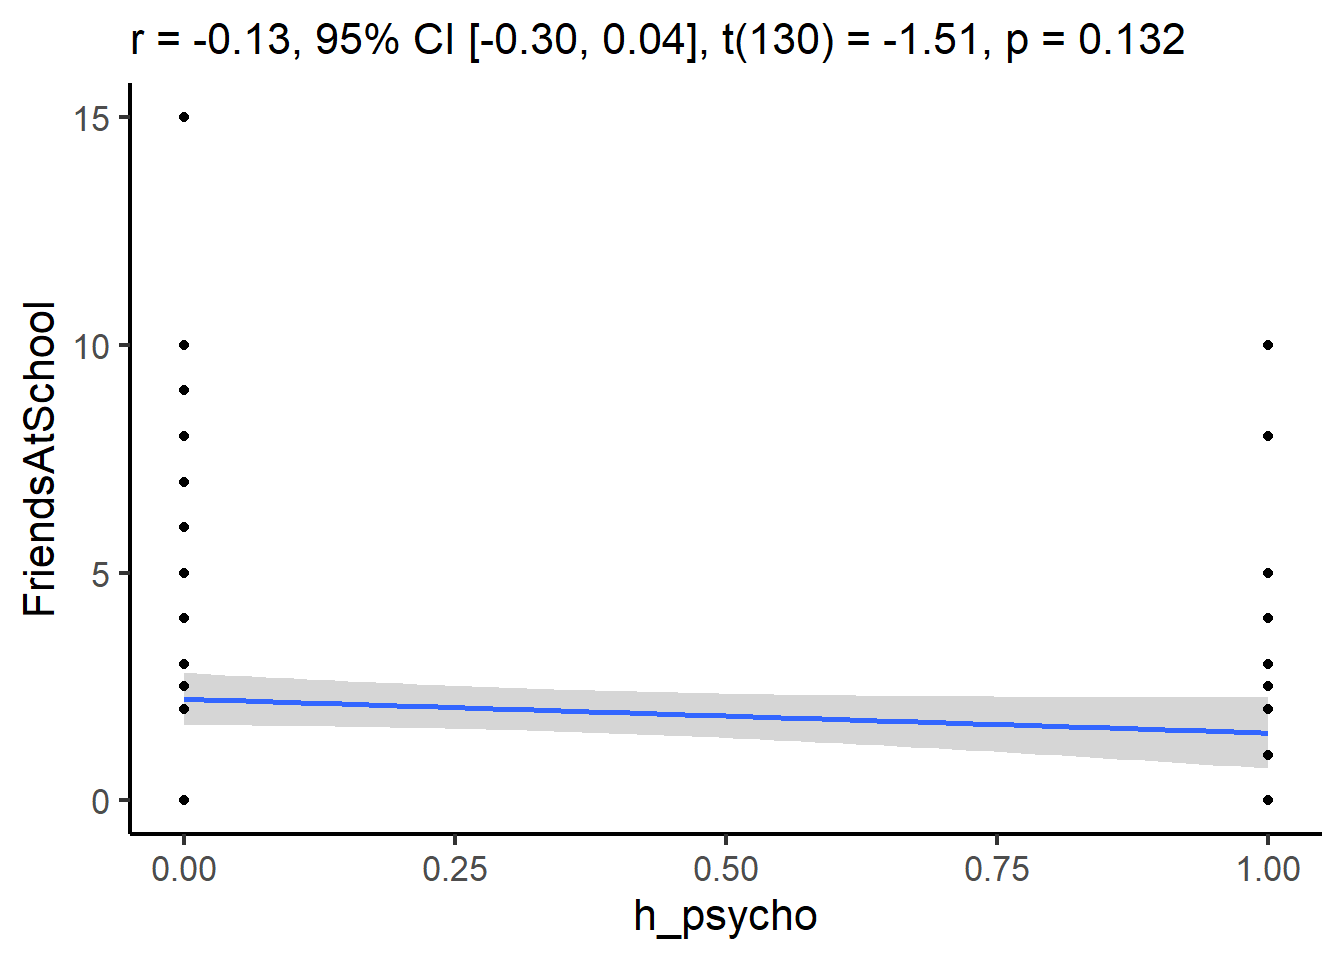 r = -0.13, 95% CI [-0.30, 0.04], t(130) = -1.51, p = 0.132
15
10
5
0
FriendsAtSchool
0.00 0.25 0.50 0.75 1.00
h_psycho